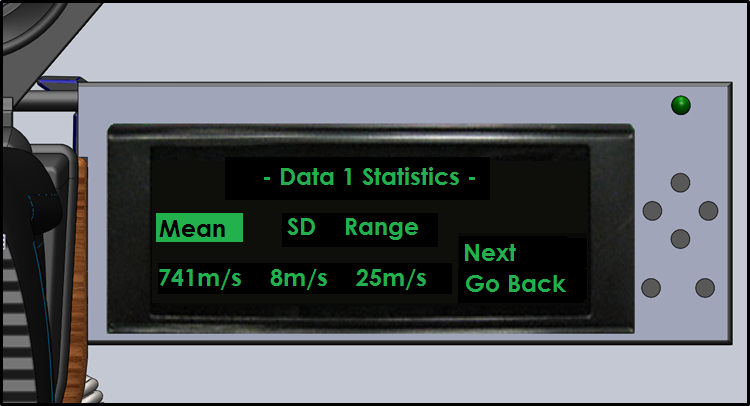 - Data 1 Statistics -
Mean SD Range
741m/s 8m/s 25m/s
Next
Go Back